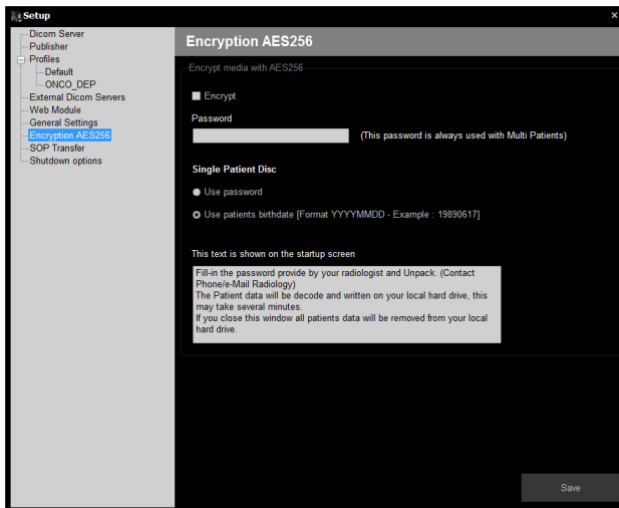 Setup
Dicom Server
Publisher
Profiles
Default
ONCO_DEP
External Dicom Servers
Web Module
General Settings
Encryption AES256
SOP Transfer
Shutdown options
Encryption AES256
Encrypt media with AES256
Encrypt
Password
(This password is always used with Multi Patients)
Single Patient Disc
Use password
Use patients birthdate [Format YYYYMMDD - Example : 19890617]
This text is shown on the startup screen
Fill-in the password provide by your radiologist and Unpack. (Contact
Phone/e-Mail Radiology)
The Patient data will be decode and written on your local hard drive, this
may take several minutes.
If you close this window all patients data will be removed from your local
hard drive.
Save